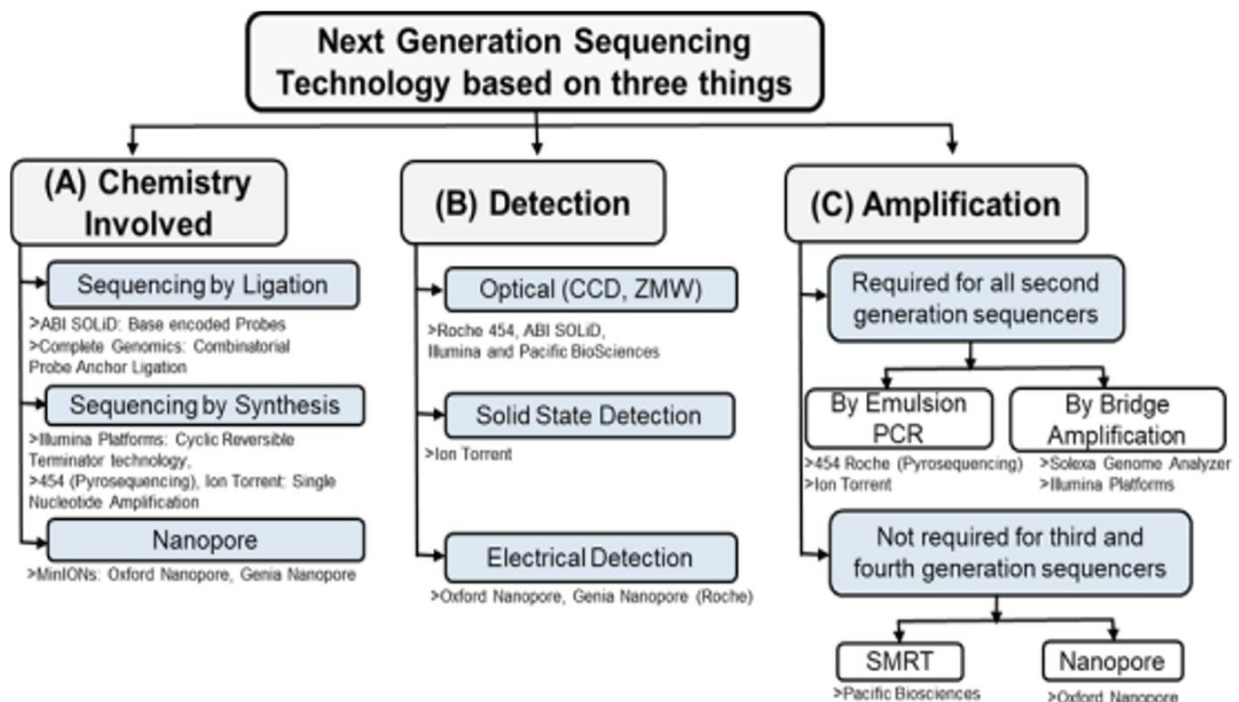 Next Generation Sequencing
Technology based on three things
(A) Chemistry
Involved
Sequencing by Ligation
>ABI SOLiD: Base encoded Probes
>Complete Genomics: Combinatorial
Probe Anchor Ligation
Sequencing by Synthesis
>Illumina Platforms: Cyclic Reversible
Terminator technology,
>454 (Pyrosequencing), Ion Torrent: Single
Nucleotide Amplification
Nanopore
>MinIONs: Oxford Nanopore, Genia Nanopore
(B) Detection
Optical (CCD, ZMW)
>Roche 454, ABI SOLiD,
Illumina and Pacific BioSciences
Solid State Detection
>Ion Torrent
Electrical Detection
>Oxford Nanopore, Genia Nanopore (Roche)
(C) Amplification
Required for all second
generation sequencers
By Emulsion
PCR
>454 Roche (Pyrosequencing)
>Ion Torrent
By Bridge
Amplification
>Solexa Genome Analyzer
>Illumina Platforms
Not required for third and
fourth generation sequencers
SMRT
>Pacific Biosciences
Nanopore
>Oxford Nanopore